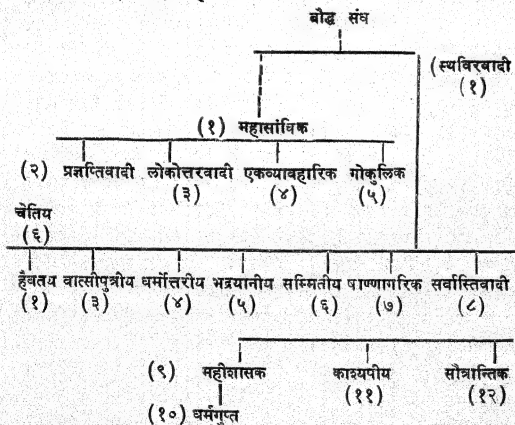 बौद्ध संघ
(स्थविरवादी
(१)
(१) महासांघिक
(२) प्रज्ञप्तिवादी लोकोत्तरवादी एकव्यावहारिक गोकुलिक
(३) (४) (५)
चेतिय
(६)
हैवतय वात्सीपुत्रीय धर्मोत्तरीय भद्रयानीय सम्मितीय षाण्णागरिक सर्वास्तिवादी
(१) (३) (४) (५) (६) (७) (८)
(९) महीशासक काश्यपीय सौत्रान्तिक
(११) (१२)
(१०) धर्मगुप्त